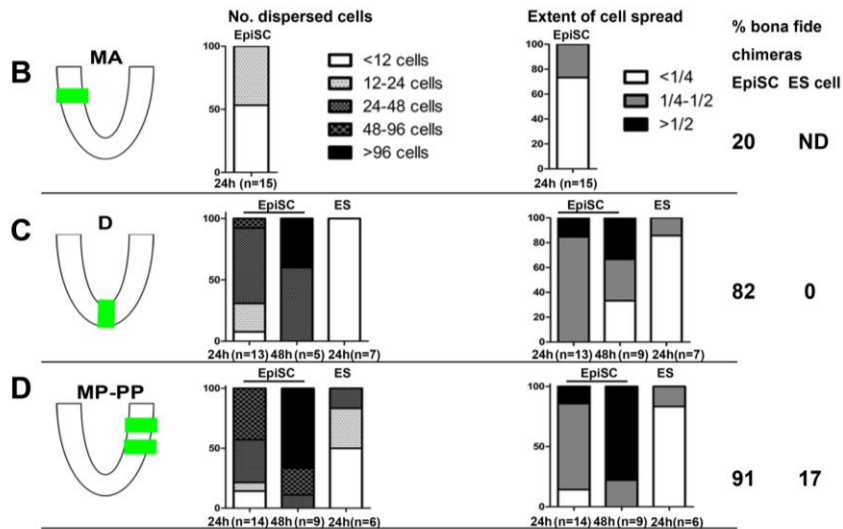 No. dispersed cells
Extent of cell spread
% bona fide
chimeras
EpiSC ES cell
B
MA
EpiSC
100
50
0
24h (n=15)
<12 cells
12-24 cells
24-48 cells
48-96 cells
>96 cells
EpiSC
100
80
60
40
20
0
24h (n=15)
<1/4
1/4-1/2
>1/2
20 ND
C
D
EpiSC ES
100
50
0
24h(n=13) 48h(n=5) 24h(n=7)
EpiSC ES
100
80
60
40
20
0
24h(n=13) 48h(n=9) 24h(n=7)
82 0
D
MP-PP
EpiSC ES
100
50
0
24h(n=14) 48h(n=9) 24h(n=6)
EpiSC ES
100
50
0
24h(n=14) 48h(n=9) 24h(n=6)
91 17